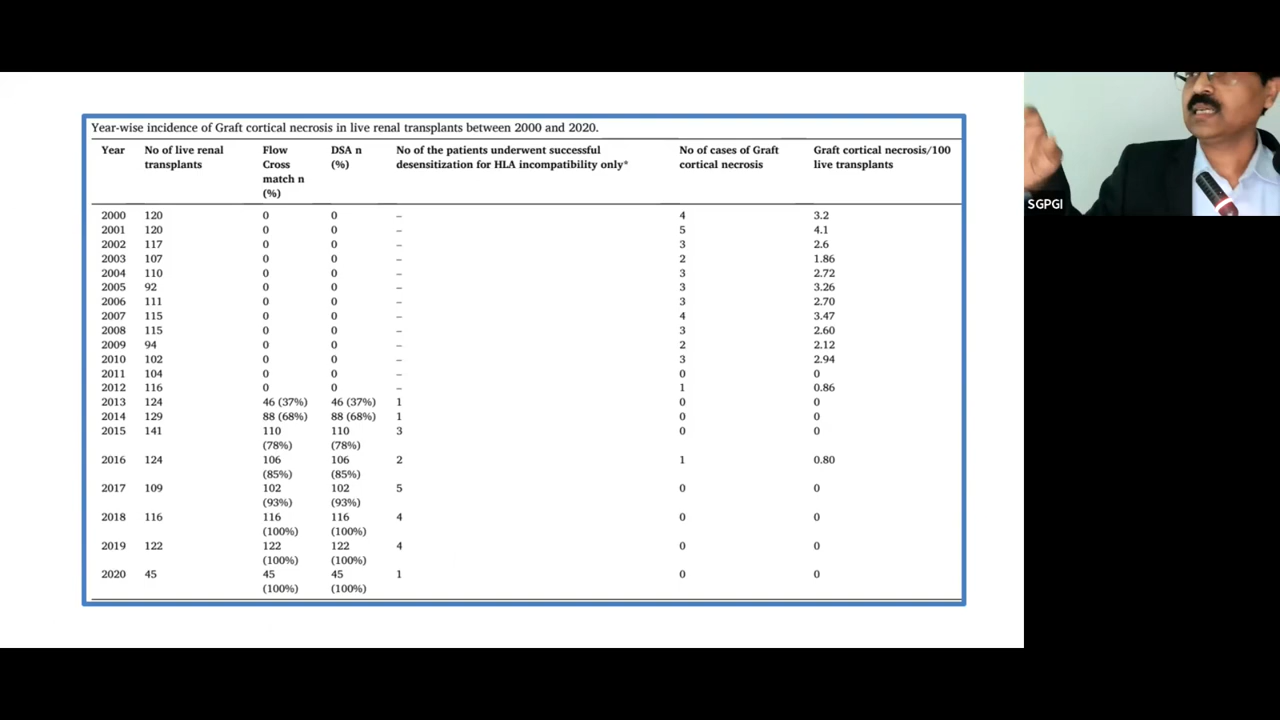 Year-wise incidence of Graft cortical necrosis in live renal transplants between 2000 and 2020.
Year No of live renal transplants Flow Cross match n (%) DSA n (%) No of the patients underwent successful desensitization for HLA incompatibility only* No of cases of Graft cortical necrosis Graft cortical necrosis/100 live transplants
2000 120 0 0 – 4 3.2
2001 120 0 0 – 5 4.1
2002 117 0 0 – 3 2.6
2003 107 0 0 – 2 1.86
2004 110 0 0 – 3 2.72
2005 92 0 0 – 3 3.26
2006 111 0 0 – 3 2.70
2007 115 0 0 – 4 3.47
2008 115 0 0 – 3 2.60
2009 94 0 0 – 2 2.12
2010 102 0 0 – 3 2.94
2011 104 0 0 – 0 0
2012 116 0 0 – 1 0.86
2013 124 46 (37%) 46 (37%) 1 0 0
2014 129 88 (68%) 88 (68%) 1 0 0
2015 141 110 (78%) 110 (78%) 3 0 0
2016 124 106 (85%) 106 (85%) 2 1 0.80
2017 109 102 (93%) 102 (93%) 5 0 0
2018 116 116 (100%) 116 (100%) 4 0 0
2019 122 122 (100%) 122 (100%) 4 0 0
2020 45 45 (100%) 45 (100%) 1 0 0
SGPGI